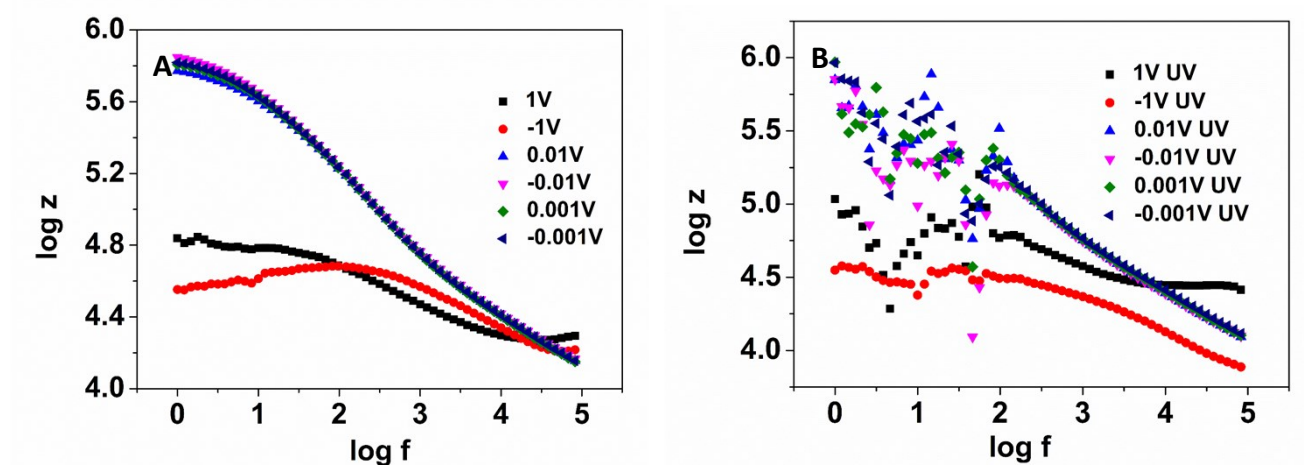 A
6.0
5.6
5.2
4.8
4.4
4.0
log z
0 1 2 3 4 5
log f
1V
-1V
0.01V
-0.01V
0.001V
-0.001V
B
6.0
5.5
5.0
4.5
4.0
log z
0 1 2 3 4 5
log f
1V UV
-1V UV
0.01V UV
-0.01V UV
0.001V UV
-0.001V UV